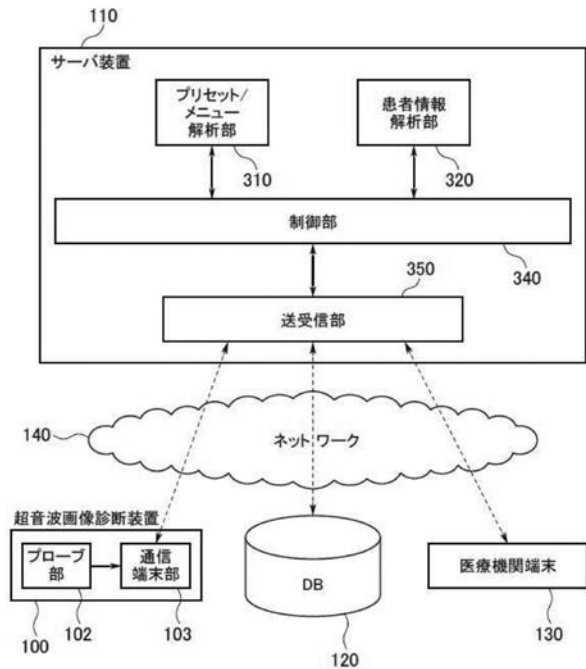 110
サーバ装置
プリセット/
メニュー
解析部
310
患者情報
解析部
320
制御部
340
350
送受信部
140
ネットワーク
超音波画像診断装置
プローブ
部
102
通信
端末部
103
100
DB
120
医療機関端末
130